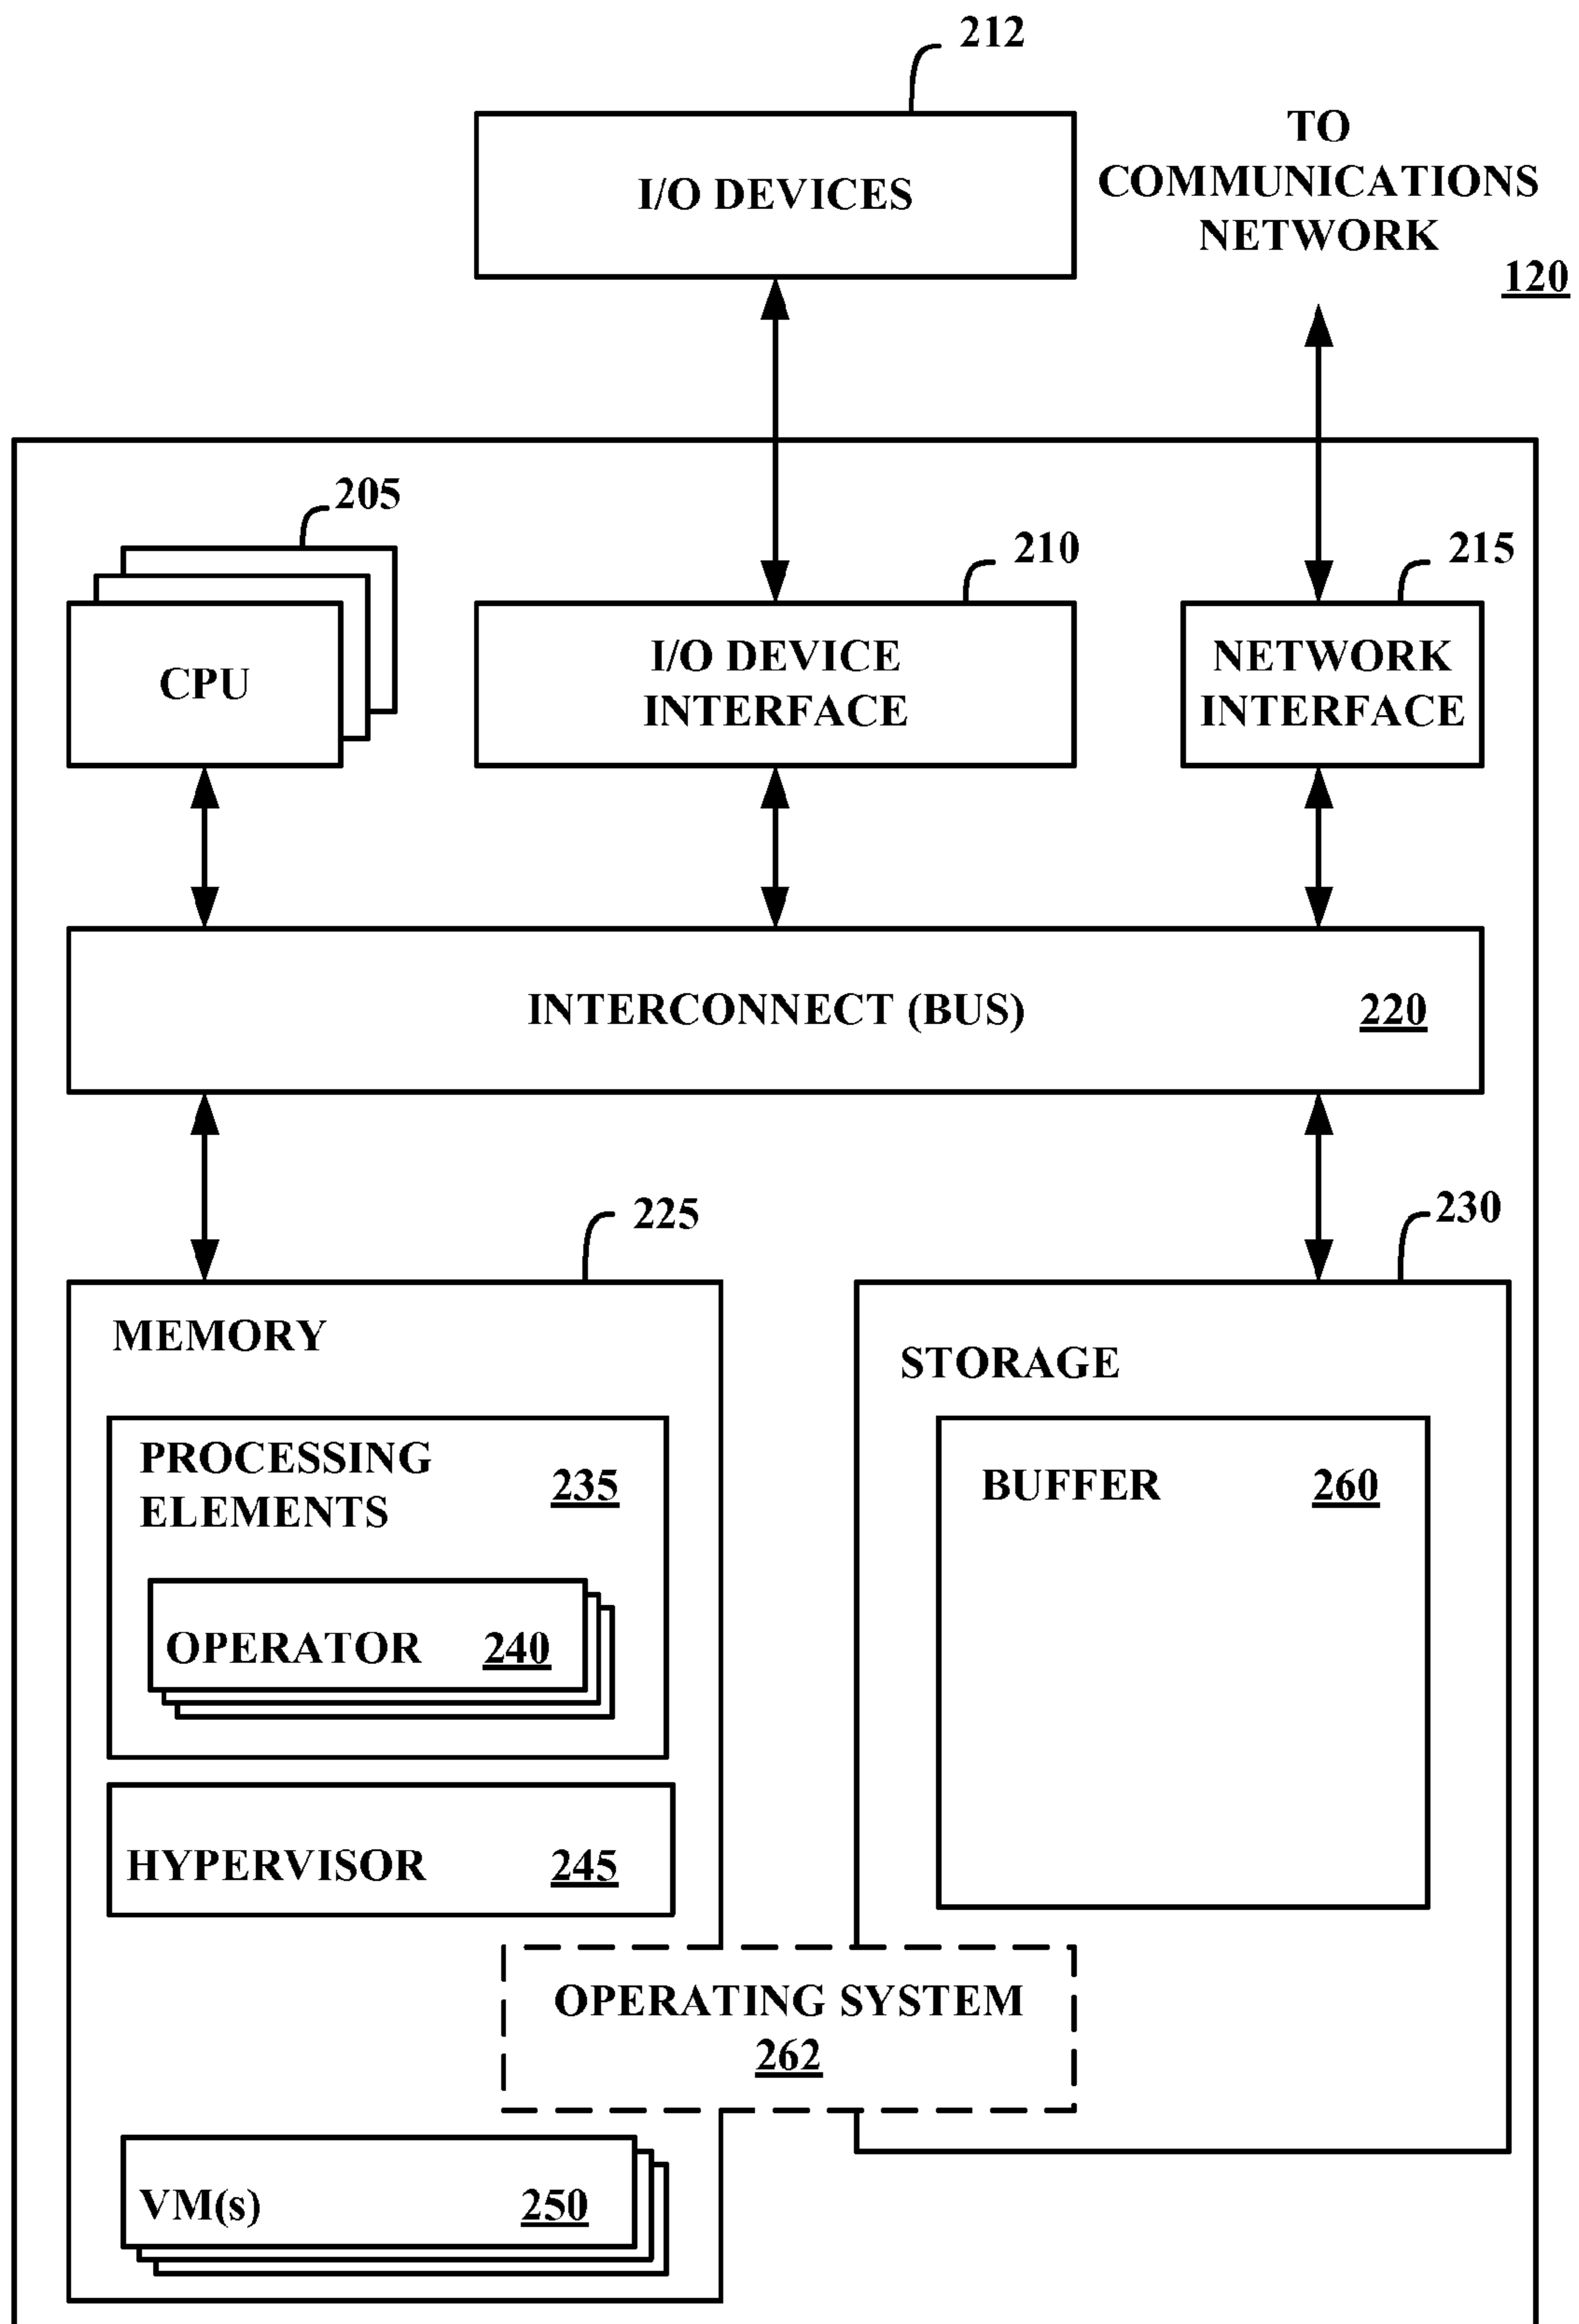 212
I/O DEVICES
TO
COMMUNICATIONS
NETWORK
120
205
CPU
210
I/O DEVICE
INTERFACE
215
NETWORK
INTERFACE
INTERCONNECT (BUS) 220
225
230
MEMORY
STORAGE
PROCESSING
ELEMENTS
235
OPERATOR 240
BUFFER 260
HYPERVISOR 245
OPERATING SYSTEM
262
VM(s) 250